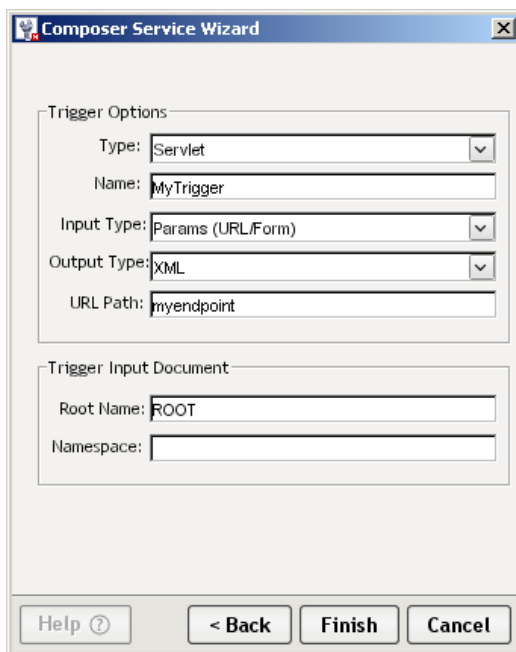 Composer Service Wizard
Trigger Options
Type: Servlet
Name: MyTrigger
Input Type: Params (URL/Form)
Output Type: XML
URL Path: myendpoint
Trigger Input Document
Root Name: ROOT
Namespace:
Help ? < Back Finish Cancel